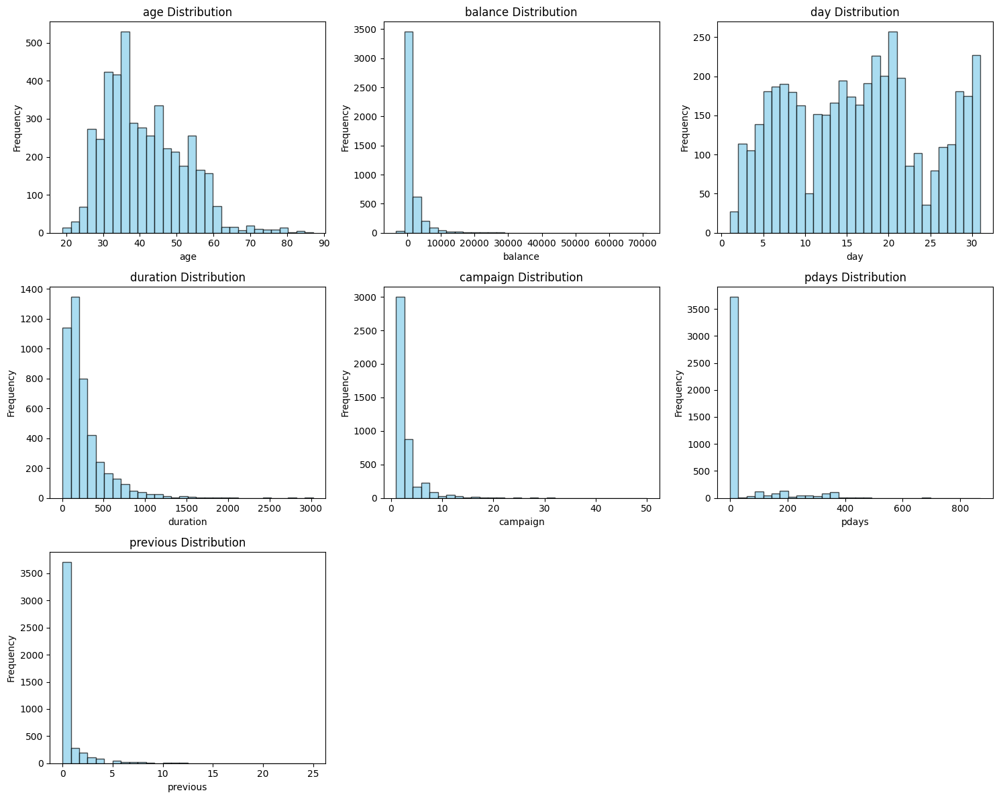 age Distribution
500
400
300
200
100
0
Frequency
20 30 40 50 60 70 80 90
age
balance Distribution
3500
3000
2500
2000
1500
1000
500
0
Frequency
0 10000 20000 30000 40000 50000 60000 70000
balance
day Distribution
250
200
150
100
50
0
Frequency
0 5 10 15 20 25 30
day
duration Distribution
1400
1200
1000
800
600
400
200
0
Frequency
0 500 1000 1500 2000 2500 3000
duration
campaign Distribution
3000
2500
2000
1500
1000
500
0
Frequency
0 10 20 30 40 50
campaign
pdays Distribution
3500
3000
2500
2000
1500
1000
500
0
Frequency
0 200 400 600 800
pdays
previous Distribution
3500
3000
2500
2000
1500
1000
500
0
Frequency
0 5 10 15 20 25
previous